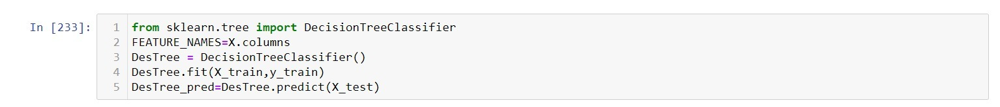 In [233]:
1 from sklearn.tree import DecisionTreeClassifier
2 FEATURE_NAMES=X.columns
3 DesTree = DecisionTreeClassifier()
4 DesTree.fit(X_train,y_train)
5 DesTree_pred=DesTree.predict(X_test)